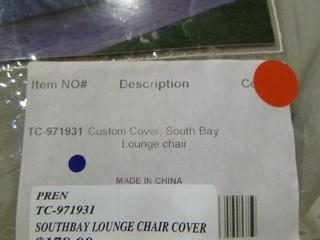 Item NO# Description
TC-971931 Custom Cover, South Bay
Lounge chair
MADE IN CHINA
PREN
TC-971931
SOUTHBAY LOUNGE CHAIR COVER